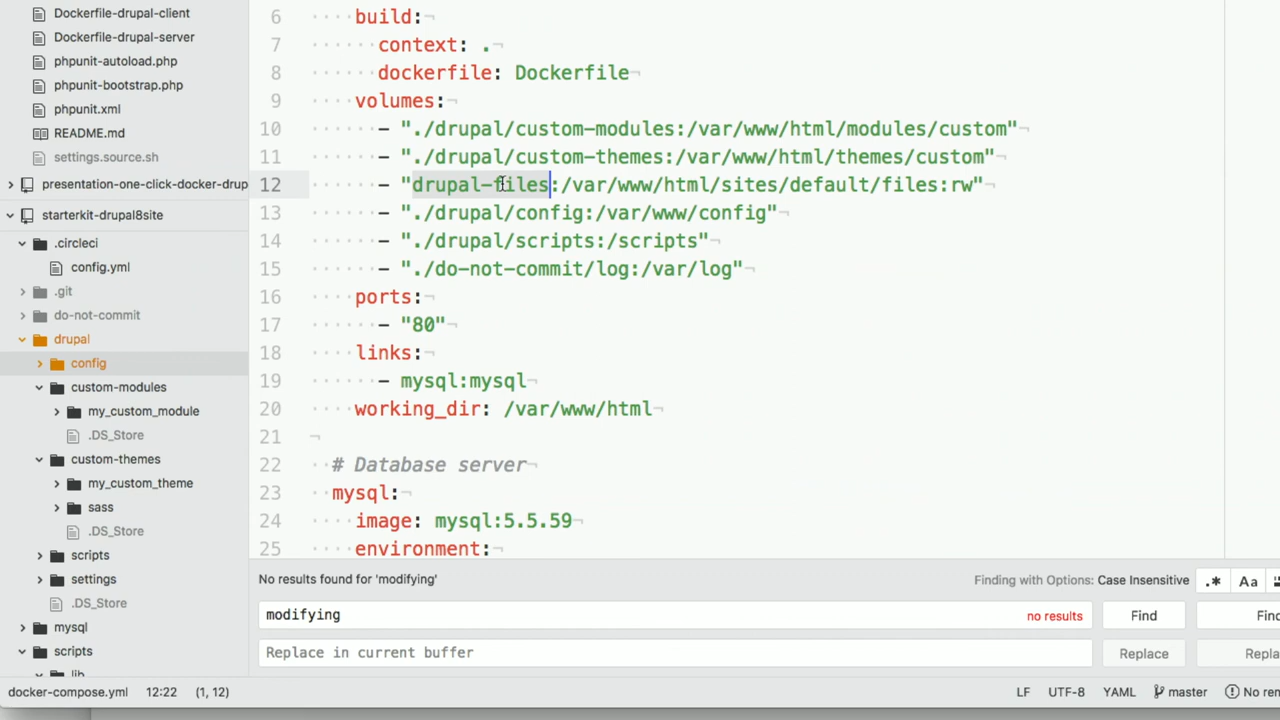 Dockerfile-drupal-client
Dockerfile-drupal-server
phpunit-autoload.php
phpunit-bootstrap.php
phpunit.xml
README.md
settings.source.sh
presentation-one-click-docker-drup
starterkit-drupal8site
.circleci
config.yml
.git
do-not-commit
drupal
config
custom-modules
my_custom_module
.DS_Store
custom-themes
my_custom_theme
sass
.DS_Store
scripts
settings
.DS_Store
mysql
scripts
lib
6 build:
7 context: .
8 dockerfile: Dockerfile
9 volumes:
10 - "./drupal/custom-modules:/var/www/html/modules/custom"
11 - "./drupal/custom-themes:/var/www/html/themes/custom"
12 - "drupal-files:/var/www/html/sites/default/files:rw"
13 - "./drupal/config:/var/www/config"
14 - "./drupal/scripts:/scripts"
15 - "./do-not-commit/log:/var/log"
16 ports:
17 - "80"
18 links:
19 - mysql:mysql
20 working_dir: /var/www/html
21
22 # Database server
23 mysql:
24 image: mysql:5.5.59
25 environment:
No results found for 'modifying'
Finding with Options: Case Insensitive
.* Aa
modifying no results Find Find
Replace in current buffer Replace Repla
docker-compose.yml 12:22 (1, 12) LF UTF-8 YAML master No ren